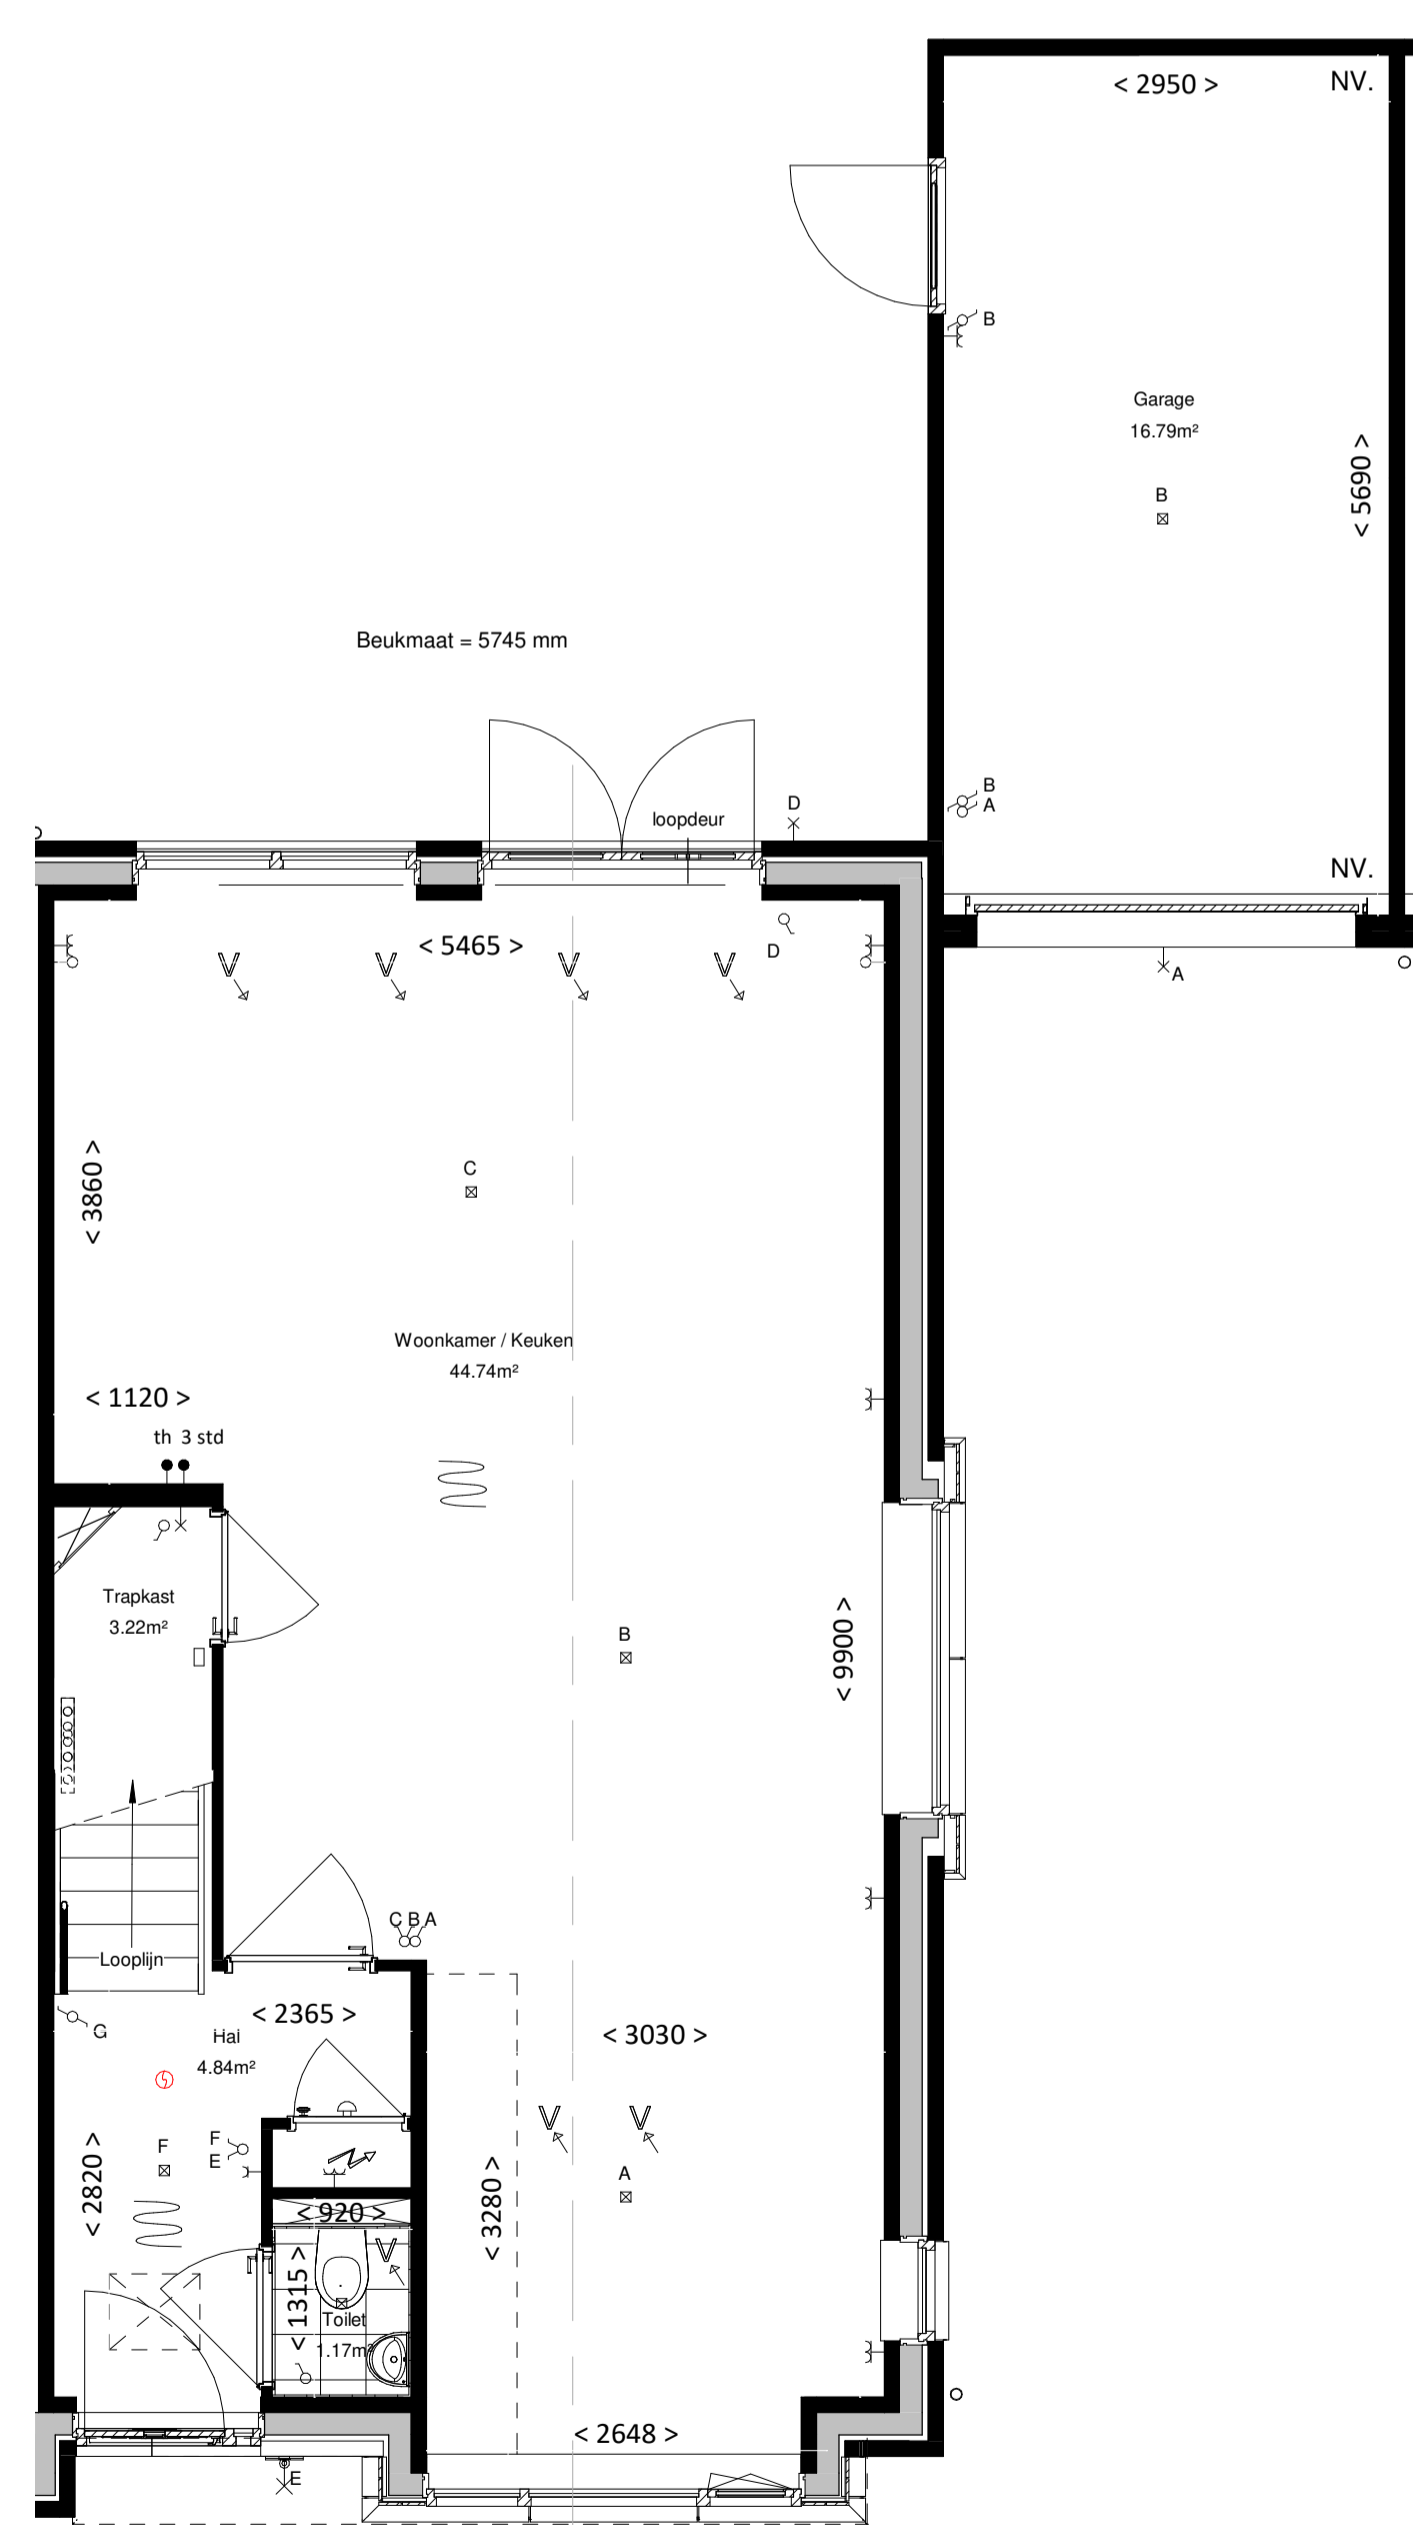 < 2950 >
NV.
B
Garage
16.79m²
< 5690 >
B
Beukmaat = 5745 mm
B
A
D
loopdeur
NV.
< 5465 >
D
V
V
V
V
A
< 3860 >
C
Woonkamer / Keuken
44.74m²
< 1120 >
th 3 std
Trapkast
3.22m²
B
< 9900 >
C B A
Looplijn
G
< 2365 >
Hal
4.84m²
< 3030 >
V
V
F
F
E
A
< 2820 >
< 3280 >
< 920 >
V
< 1315 >
Toilet
1.17m²
< 2648 >
E